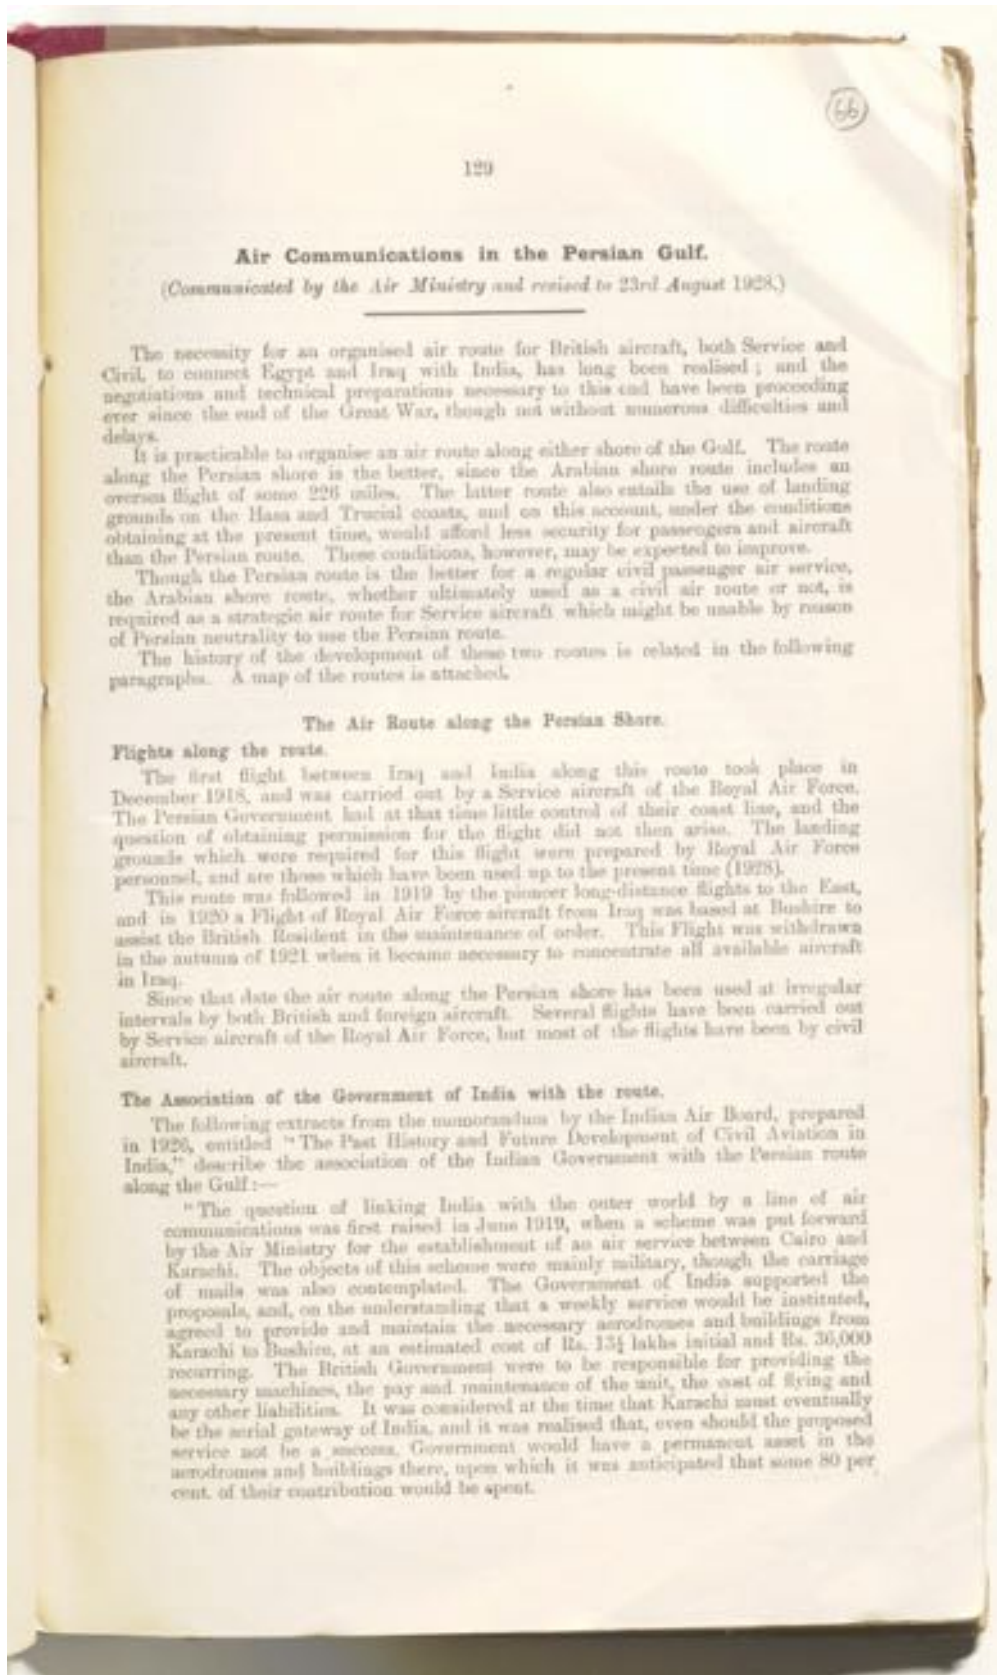 66
129
Air Communications in the Persian Gulf.
(Communicated by the Air Ministry and revised to 23rd August 1928.)
The necessity for an organised air route for British aircraft, both Service and
Civil, to connect Egypt and Iraq with India, has long been realised; and the
negotiations and technical preparations necessary to this end have been proceeding
ever since the end of the Great War, though not without numerous difficulties and
delays.
It is practicable to organise an air route along either shore of the Gulf. The route
along the Persian shore is the better, since the Arabian shore route includes an
oversea flight of some 226 miles. The latter route also entails the use of landing
grounds on the Hasa and Trucial coasts, and on this account, under the conditions
obtaining at the present time, would afford less security for passengers and aircraft
than the Persian route. These conditions, however, may be expected to improve.
Though the Persian route is the better for a regular civil passenger air service,
the Arabian shore route, whether ultimately used as a civil air route or not, is
required as a strategic air route for Service aircraft which might be unable by reason
of Persian neutrality to use the Persian route.
The history of the development of these two routes is related in the following
paragraphs. A map of the routes is attached.
The Air Route along the Persian Shore.
Flights along the route.
The first flight between Iraq and India along this route took place in
December 1918, and was carried out by a Service aircraft of the Royal Air Force.
The Persian Government had at that time little control of their coast line, and the
question of obtaining permission for the flight did not then arise. The landing
grounds which were required for this flight were prepared by Royal Air Force
personnel, and are those which have been used up to the present time (1928).
This route was followed in 1919 by the pioneer long-distance flights to the East,
and in 1920 a Flight of Royal Air Force aircraft from Iraq was based at Bushire to
assist the British Resident in the maintenance of order. This Flight was withdrawn
in the autumn of 1921 when it became necessary to concentrate all available aircraft
in Iraq.
Since that date the air route along the Persian shore has been used at irregular
intervals by both British and foreign aircraft. Several flights have been carried out
by Service aircraft of the Royal Air Force, but most of the flights have been by civil
aircraft.
The Association of the Government of India with the route.
The following extracts from the memorandum by the Indian Air Board, prepared
in 1926, entitled "The Past History and Future Development of Civil Aviation in
India," describe the association of the Indian Government with the Persian route
along the Gulf:—
"The question of linking India with the outer world by a line of air
communications was first raised in June 1919, when a scheme was put forward
by the Air Ministry for the establishment of an air service between Cairo and
Karachi. The objects of this scheme were mainly military, though the carriage
of mails was also contemplated. The Government of India supported the
proposals, and, on the understanding that a weekly service would be instituted,
agreed to provide and maintain the necessary aerodromes and buildings from
Karachi to Bushire, at an estimated cost of Rs. lakhs initial and Rs. 36,000
recurring. The British Government were to be responsible for providing the
necessary machines, the pay and maintenance of the unit, the cost of flying and
any other liabilities. It was considered at the time that Karachi must eventually
be the aerial gateway of India, and it was realised that, even should the proposed
service not be a success, Government would have a permanent asset in the
aerodromes and buildings there, upon which it was anticipated that some 80 per
cent. of their contribution would be spent.